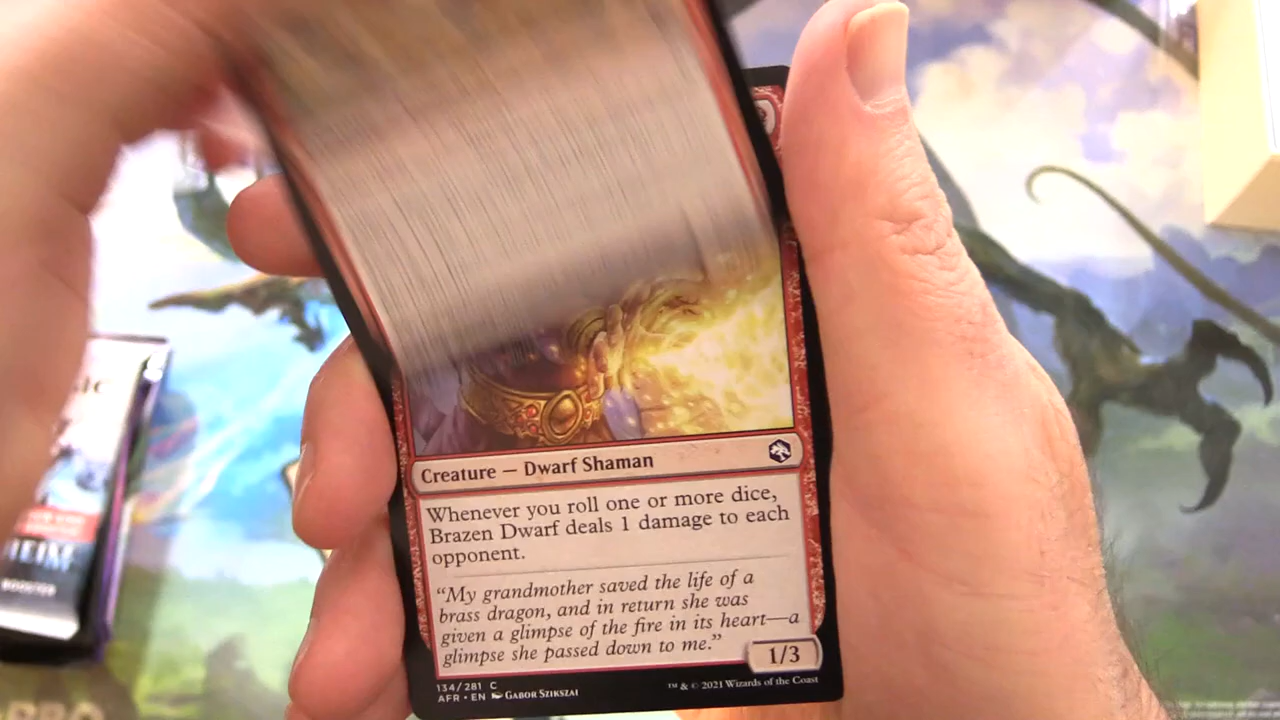 Creature — Dwarf Shaman
Whenever you roll one or more dice,
Brazen Dwarf deals 1 damage to each
opponent.
“My grandmother saved the life of a
brass dragon, and in return she was
given a glimpse of the fire in its heart—a
glimpse she passed down to me.”
1/3
134/281 C
AFR • EN GABOR SZIKSZAI
™ & © 2021 Wizards of the Coast
BOOSTER